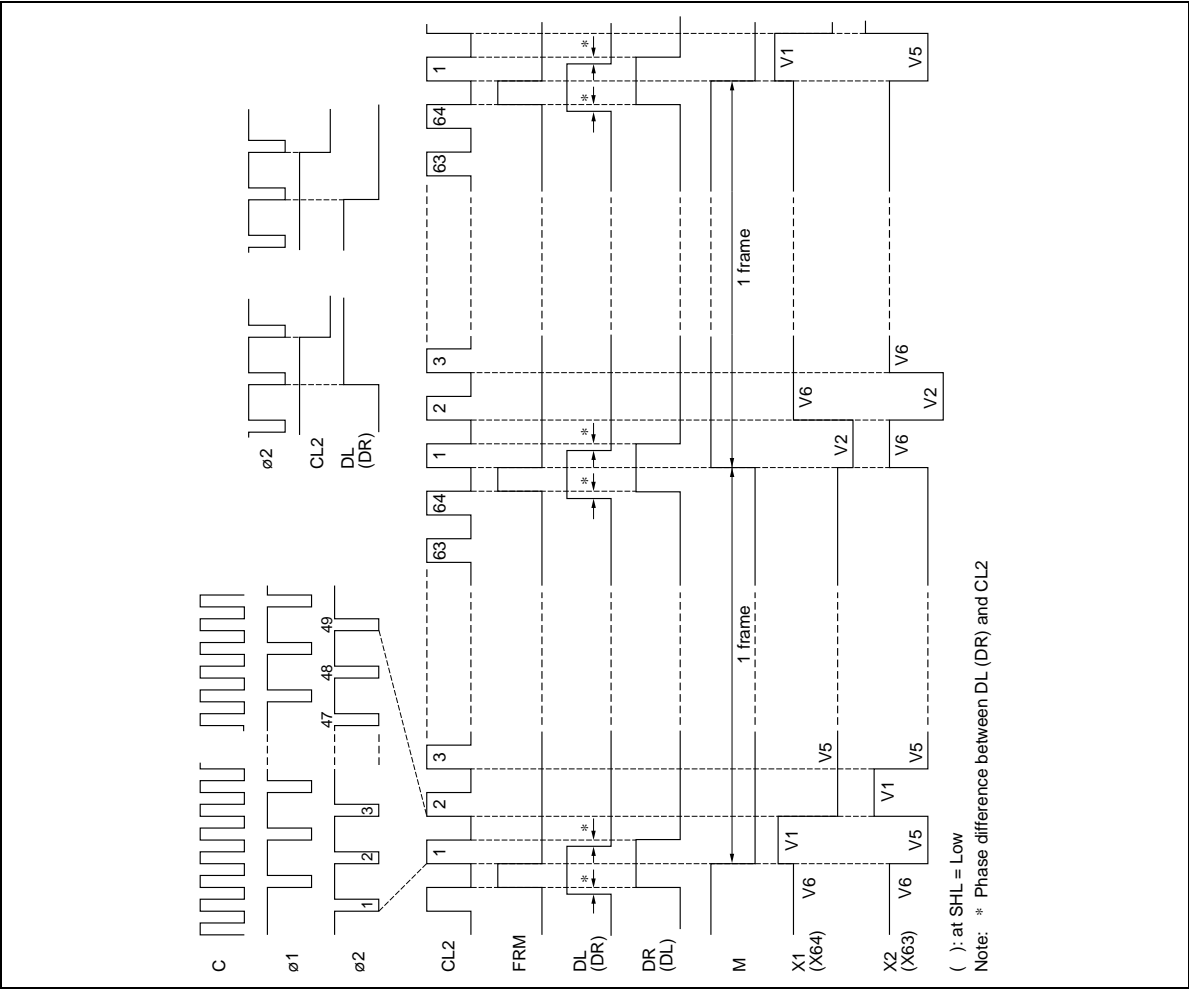 C
ø1
ø2
1 2 3 47 48 49
ø2
CL2
DL
(DR)
CL2
1 2 3 63 64 1 2 3 63 64 1
FRM
DL
(DR)
* * * * * *
DR
(DL)
M
1 frame 1 frame
X1
(X64)
V6 V1 V5 V2 V6 V1
X2
(X63)
V6 V5 V1 V5 V6 V2 V6 V5
( ): at SHL = Low
Note: * Phase difference between DL (DR) and CL2